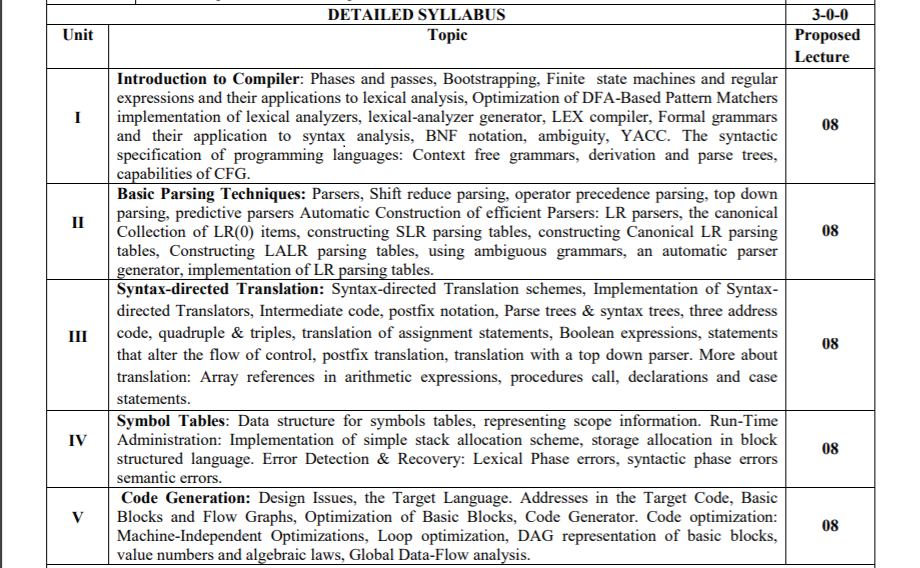 DETAILED SYLLABUS 3-0-0
Unit Topic Proposed
Lecture
Introduction to Compiler: Phases and passes, Bootstrapping, Finite state machines and regular
expressions and their applications to lexical analysis, Optimization of DFA-Based Pattern Matchers
I implementation of lexical analyzers, lexical-analyzer generator, LEX compiler, Formal grammars 08
and their application to syntax analysis, BNF notation, ambiguity, YACC. The syntactic
specification of programming languages: Context free grammars, derivation and parse trees,
capabilities of CFG.
Basic Parsing Techniques: Parsers, Shift reduce parsing, operator precedence parsing, top down
parsing, predictive parsers Automatic Construction of efficient Parsers: LR parsers, the canonical
II Collection of LR(0) items, constructing SLR parsing tables, constructing Canonical LR parsing 08
tables, Constructing LALR parsing tables, using ambiguous grammars, an automatic parser
generator, implementation of LR parsing tables.
Syntax-directed Translation: Syntax-directed Translation schemes, Implementation of Syntax-
directed Translators, Intermediate code, postfix notation, Parse trees & syntax trees, three address
III code, quadruple & triples, translation of assignment statements, Boolean expressions, statements 08
that alter the flow of control, postfix translation, translation with a top down parser. More about
translation: Array references in arithmetic expressions, procedures call, declarations and case
statements.
Symbol Tables: Data structure for symbols tables, representing scope information. Run-Time
IV Administration: Implementation of simple stack allocation scheme, storage allocation in block 08
structured language. Error Detection & Recovery: Lexical Phase errors, syntactic phase errors
semantic errors.
Code Generation: Design Issues, the Target Language. Addresses in the Target Code, Basic
V Blocks and Flow Graphs, Optimization of Basic Blocks, Code Generator. Code optimization: 08
Machine-Independent Optimizations, Loop optimization, DAG representation of basic blocks,
value numbers and algebraic laws, Global Data-Flow analysis.